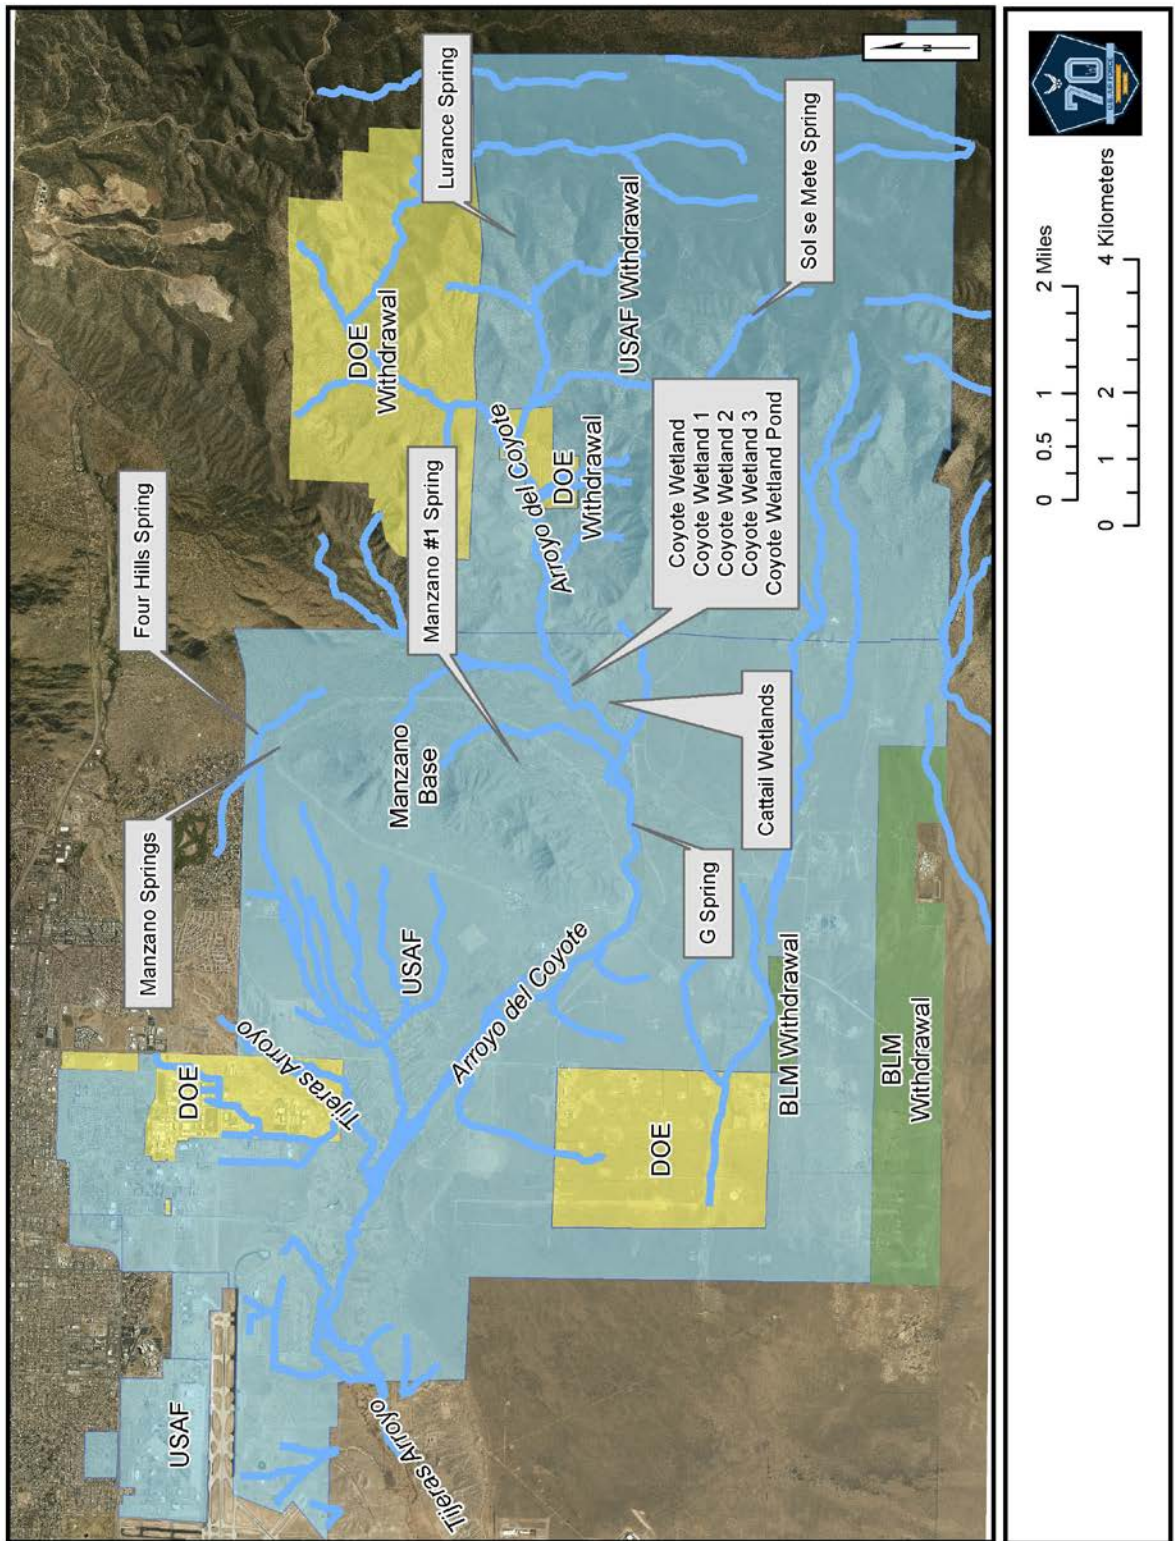 Manzano Springs
Four Hills Spring
Manzano #1 Spring
Lurance Spring
USAF
DOE
Tijeras Arroyo
USAF
Manzano
Base
DOE
Withdrawal
Tijeras Arroyo
Arroyo del Coyote
Arroyo del Coyote
DOE
Withdrawal
USAF Withdrawal
DOE
G Spring
Cattail Wetlands
Coyote Wetland
Coyote Wetland 1
Coyote Wetland 2
Coyote Wetland 3
Coyote Wetland Pond
Sol se Mete Spring
BLM Withdrawal
BLM
Withdrawal
N
0 0.5 1 2 Miles
0 1 2 4 Kilometers
70
U.S. AIR FORCE